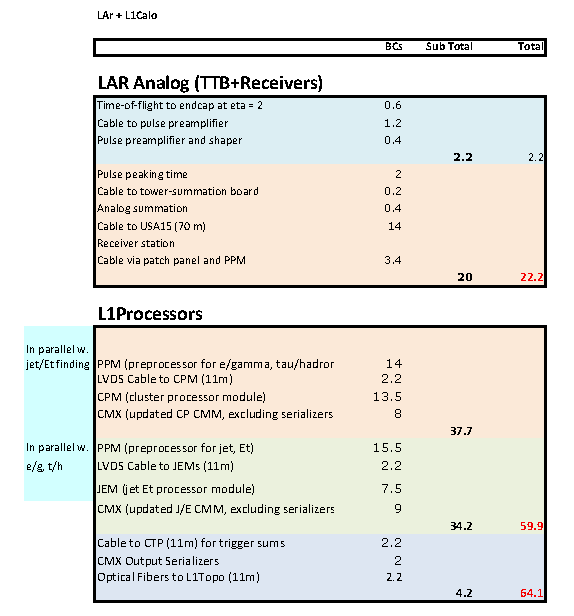 LAr + L1Calo
BCs Sub Total Total
LAR Analog (TTB+Receivers)
Time-of-flight to endcap at eta = 2 0.6
Cable to pulse preamplifier 1.2
Pulse preamplifier and shaper 0.4
2.2 2.2
Pulse peaking time 2
Cable to tower-summation board 0.2
Analog summation 0.4
Cable to USA15 (70 m) 14
Receiver station
Cable via patch panel and PPM 3.4
20 22.2
L1Processors
In parallel w.
jet/Et finding PPM (preprocessor for e/gamma, tau/hadror 14
LVDS Cable to CPM (11m) 2.2
CPM (cluster processor module) 13.5
CMX (updated CP CMM, excluding serializers 8
37.7
In parallel w. PPM (preprocessor for jet, Et) 15.5
e/g, t/h LVDS Cable to JEMs (11m) 2.2
JEM (jet Et processor module) 7.5
CMX (updated J/E CMM, excluding serializers 9
34.2 59.9
Cable to CTP (11m) for trigger sums 2.2
CMX Output Serializers 2
Optical Fibers to L1Topo (11m) 2.2
4.2 64.1